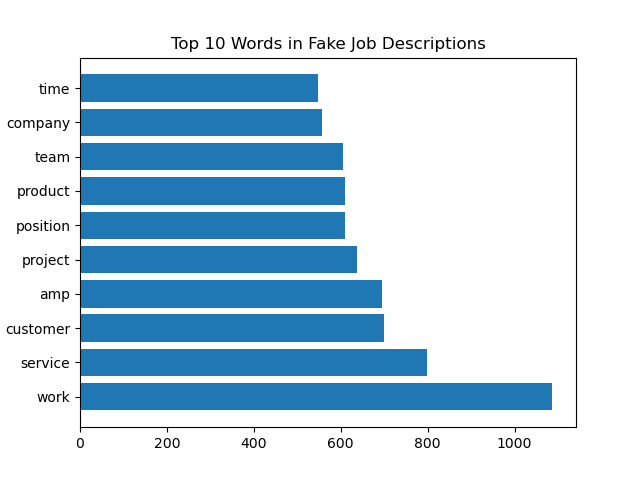 Top 10 Words in Fake Job Descriptions
time
company
team
product
position
project
amp
customer
service
work
0 200 400 600 800 1000